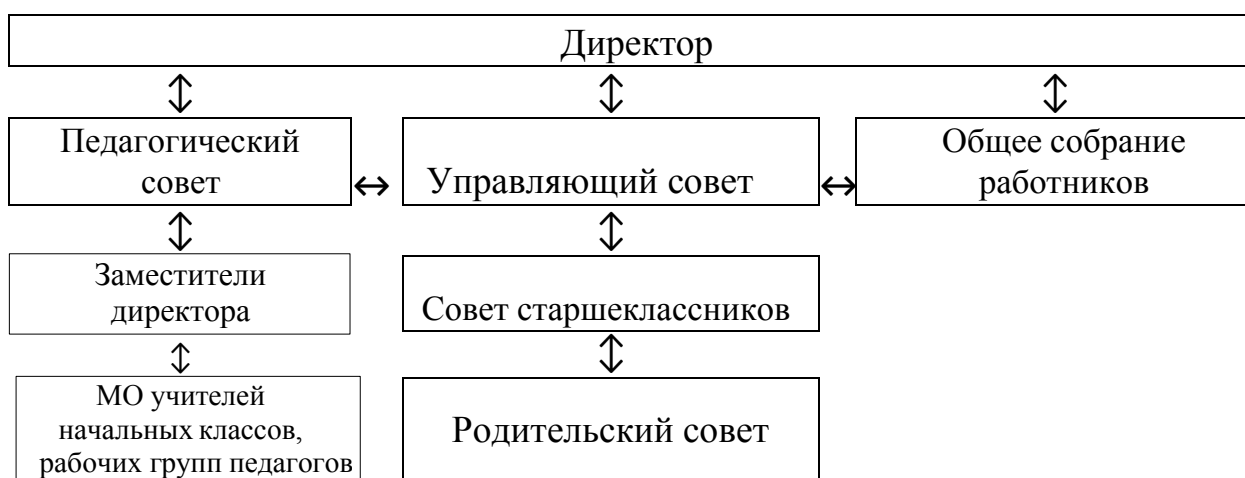 Директор
Педагогический
совет
Управляющий совет
Общее собрание
работников
Заместители
директора
Совет старшеклассников
МО учителей
начальных классов,
рабочих групп педагогов
Родительский совет